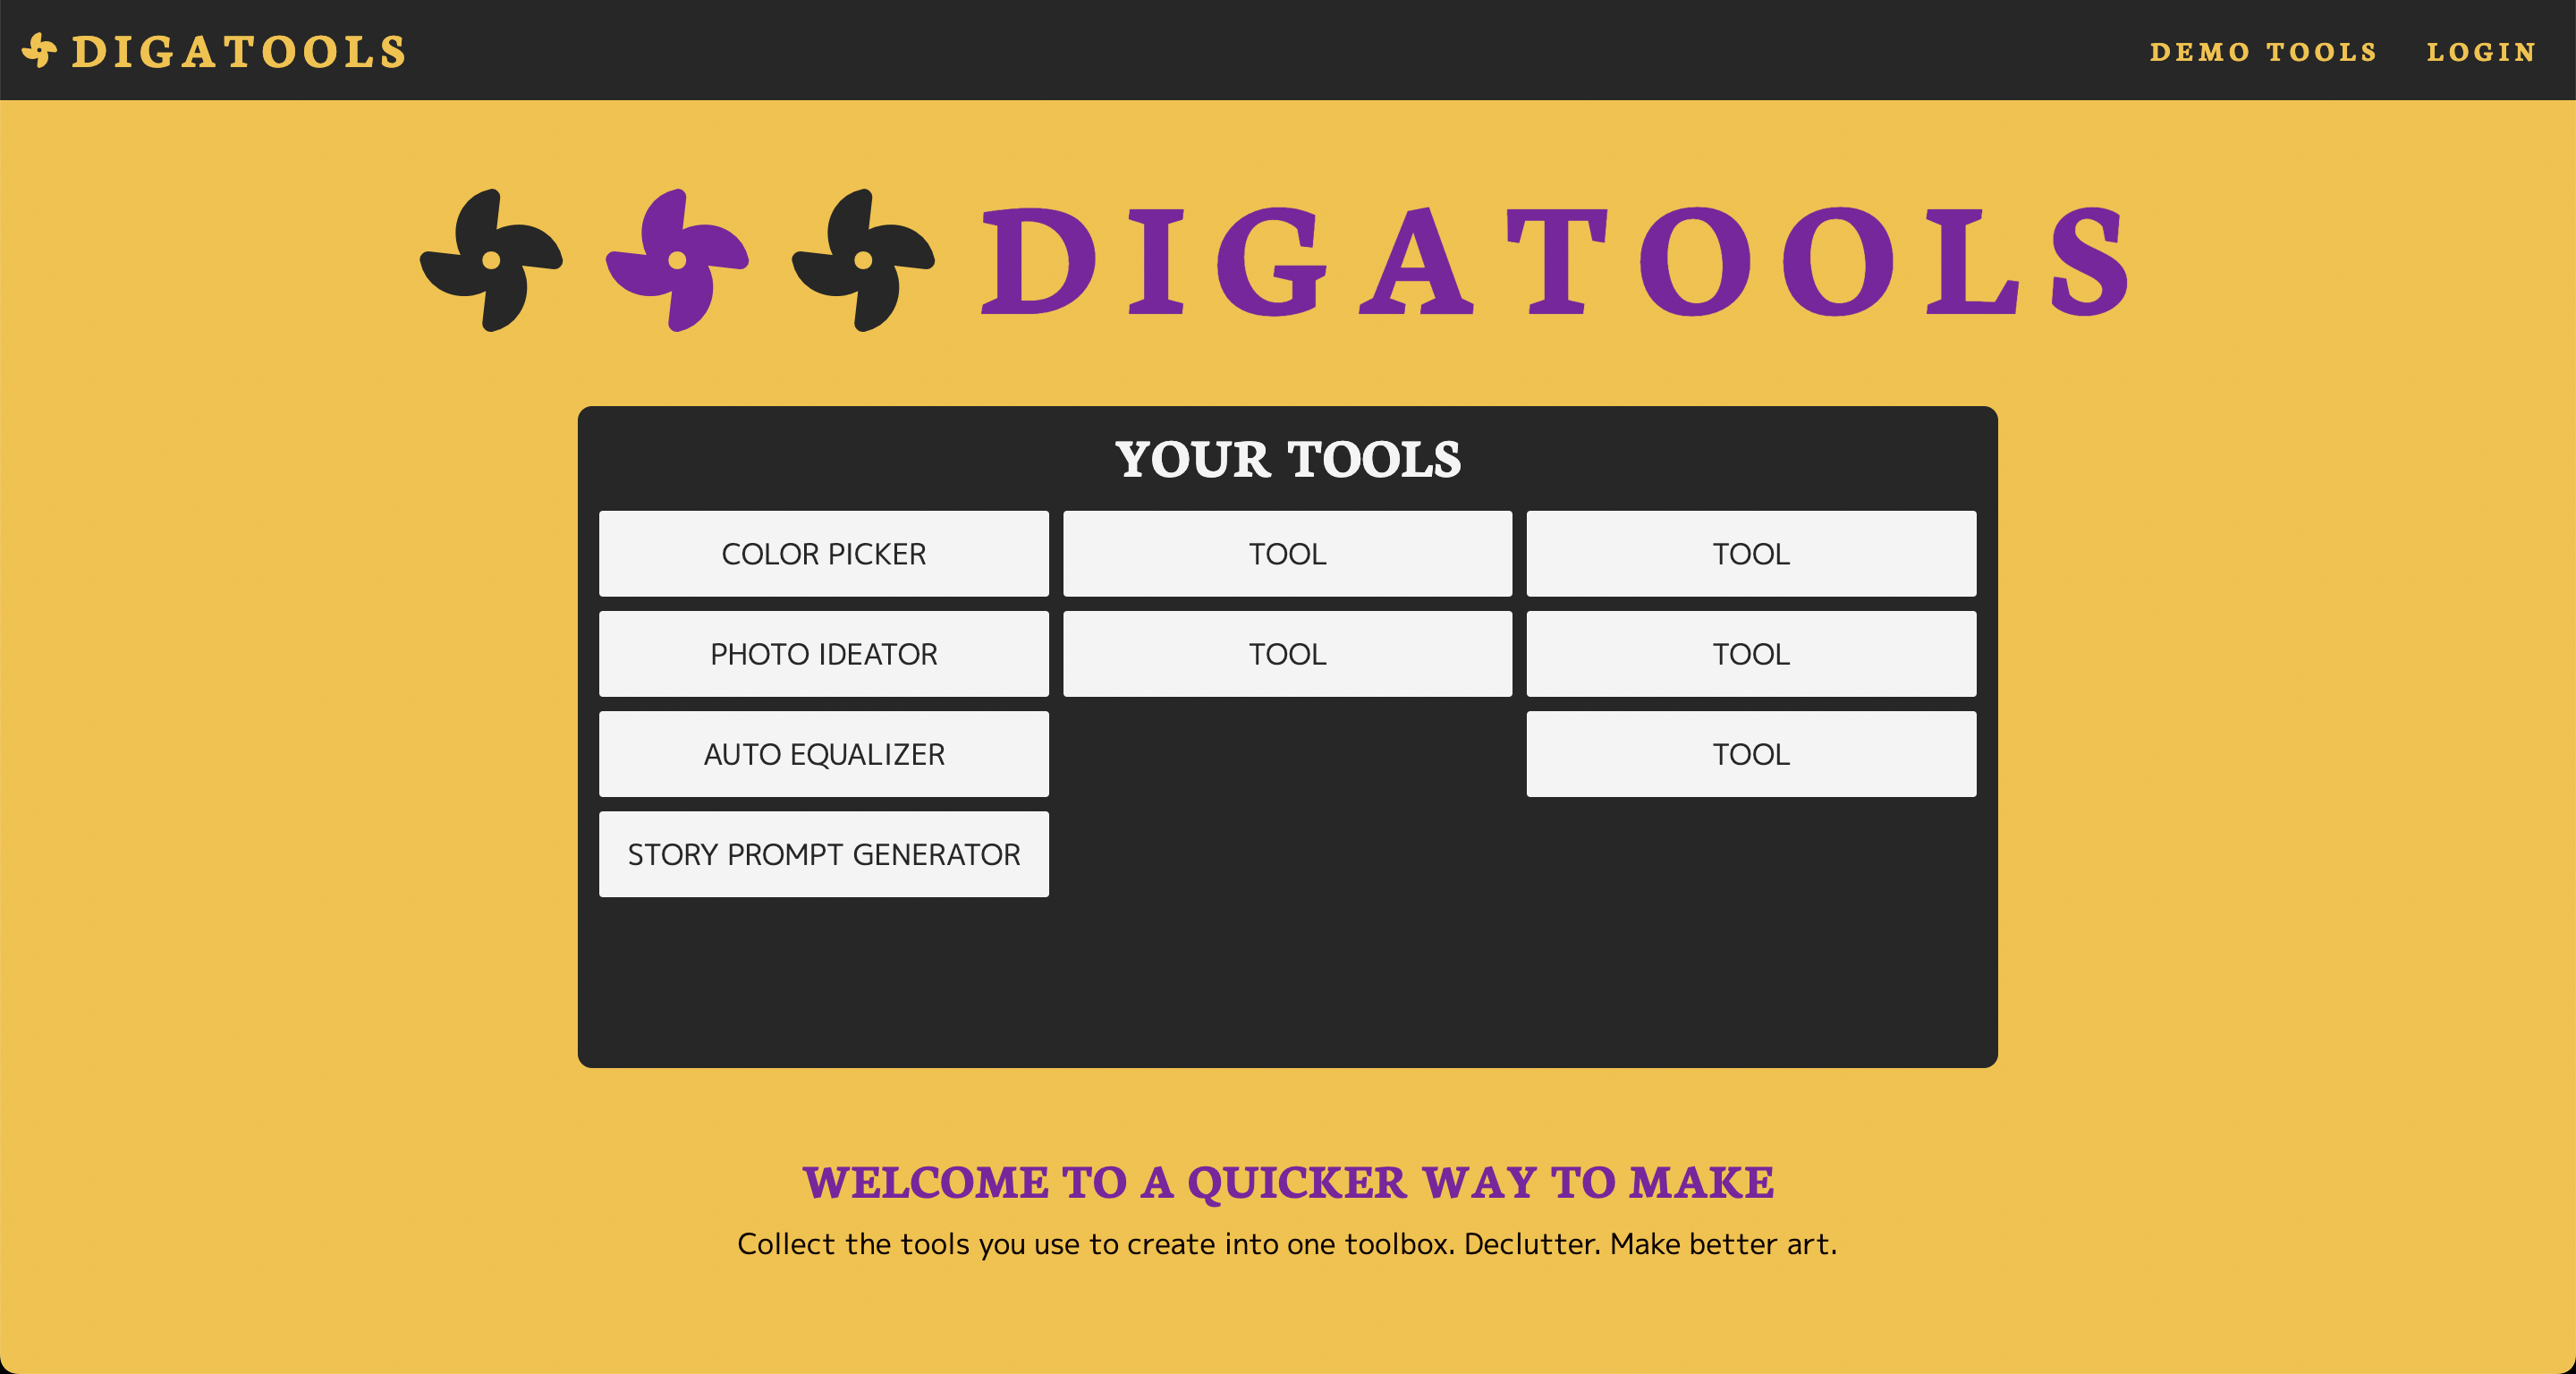 DIGATOOLS
DEMO TOOLS LOGIN
DIGATOOLS
YOUR TOOLS
COLOR PICKER TOOL TOOL
PHOTO IDEATOR TOOL TOOL
AUTO EQUALIZER TOOL
STORY PROMPT GENERATOR
WELCOME TO A QUICKER WAY TO MAKE
Collect the tools you use to create into one toolbox. Declutter. Make better art.